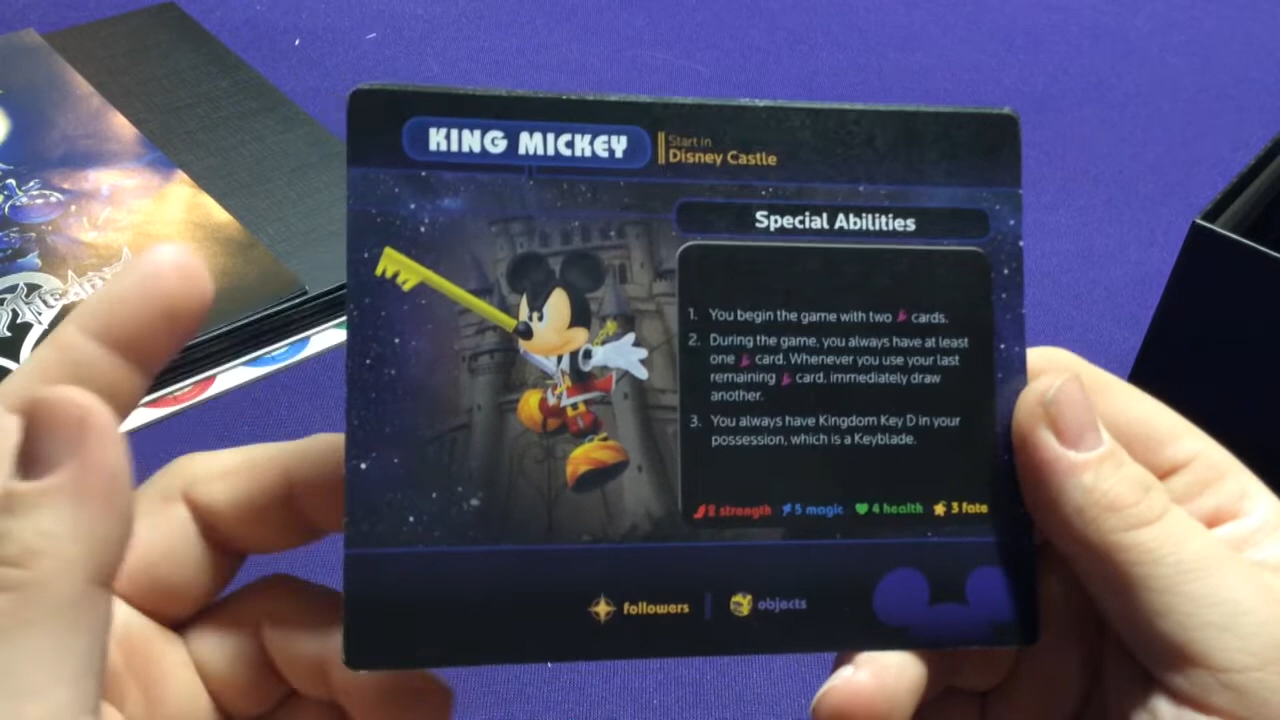 KING MICKEY
Start in
Disney Castle
Special Abilities
1. You begin the game with two cards.
2. During the game, you always have at least
one card. Whenever you use your last
remaining card, immediately draw
another.
3. You always have Kingdom Key D in your
possession, which is a Keyblade.
2 strength 5 magic 4 health 3 fate
followers | objects